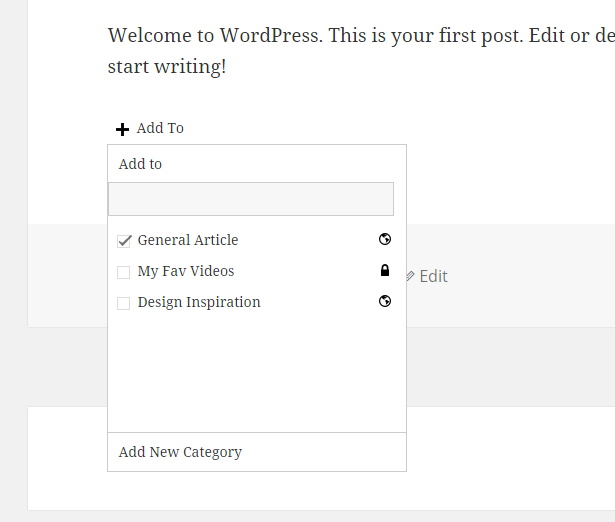 Welcome to WordPress. This is your first post. Edit or de
start writing!
Add To
Add to
General Article
My Fav Videos
Edit
Design Inspiration
Add New Category